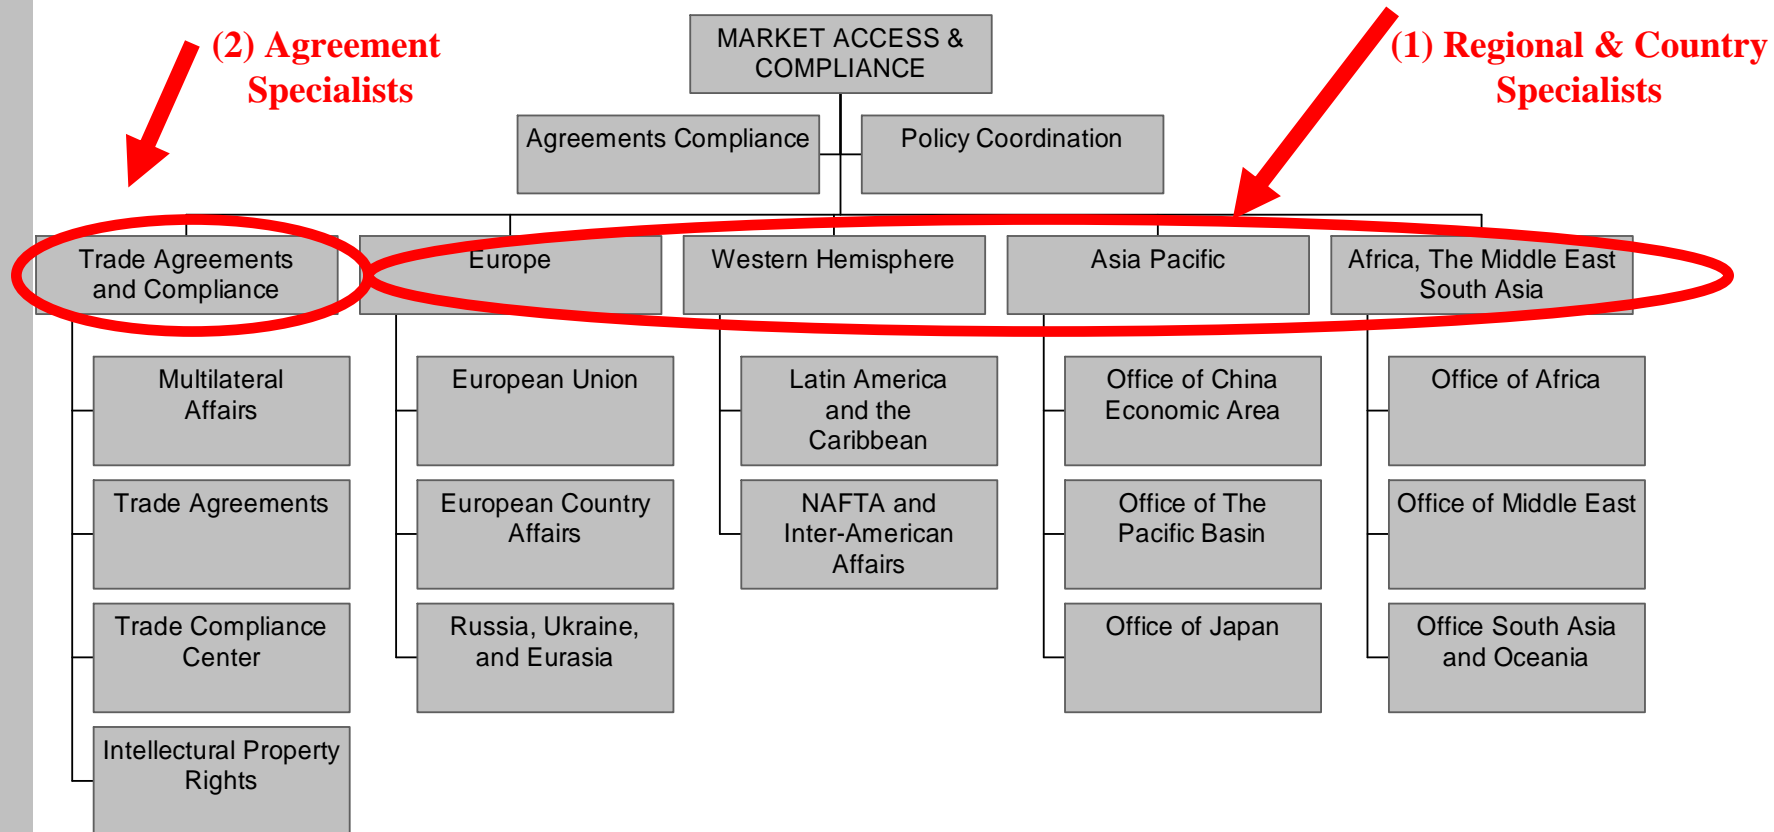 (2) Agreement
Specialists
MARKET ACCESS &
COMPLIANCE
(1) Regional & Country
Specialists
Agreements Compliance
Policy Coordination
Trade Agreements
and Compliance
Europe
Western Hemisphere
Asia Pacific
Africa, The Middle East
South Asia
Multilateral
Affairs
European Union
Latin America
and the
Caribbean
Office of China
Economic Area
Office of Africa
Trade Agreements
European Country
Affairs
NAFTA and
Inter-American
Affairs
Office of The
Pacific Basin
Office of Middle East
Trade Compliance
Center
Russia, Ukraine,
and Eurasia
Office of Japan
Office South Asia
and Oceania
Intellectural Property
Rights